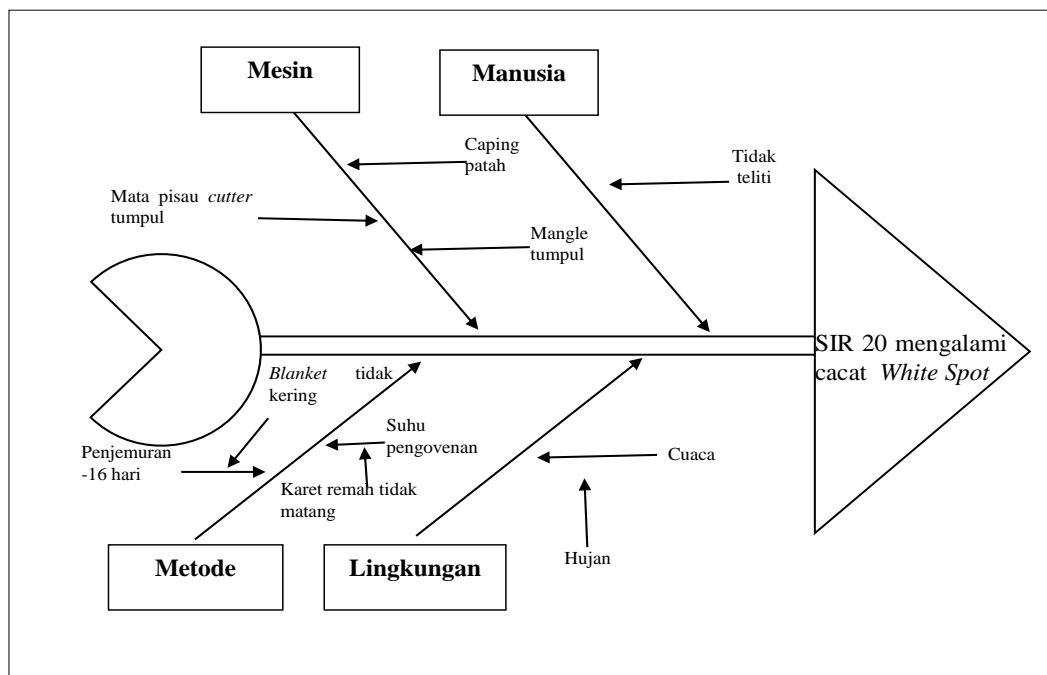 Mesin
Manusia
Caping
patah
Tidak
teliti
Mata pisau cutter
tumpul
Mangle
tumpul
SIR 20 mengalami
cacat White Spot
Blanket tidak
kering
Penjemuran
-16 hari
Suhu
pengovenan
Karet remah tidak
matang
Cuaca
Hujan
Metode
Lingkungan